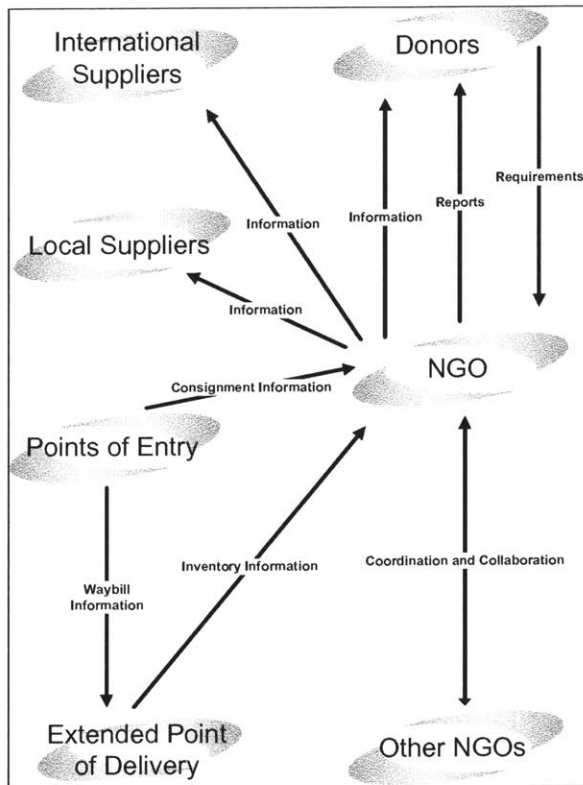 International
Suppliers
Donors
Requirements
Reports
Information
Information
Local Suppliers
Information
NGO
Consignment Information
Points of Entry
Inventory Information
Coordination and Collaboration
Waybill
Information
Extended Point
of Delivery
Other NGOs